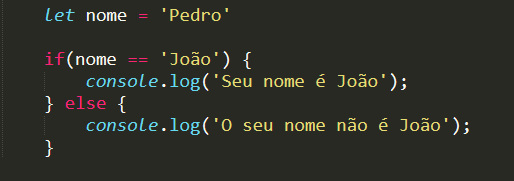 let nome = 'Pedro'
if(nome == 'João') {
console.log('Seu nome é João');
} else {
console.log('O seu nome não é João');
}